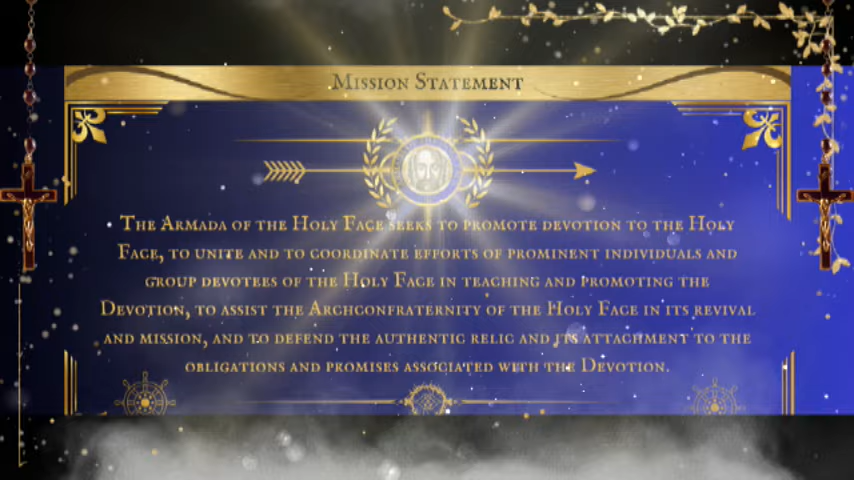 Mission Statement
The Armada of the Holy Face seeks to promote devotion to the Holy
Face, to unite and to coordinate efforts of prominent individuals and
group devotees of the Holy Face in teaching and promoting the
Devotion, to assist the Archconfraternity of the Holy Face in its revival
and mission, and to defend the authentic relic and its attachment to the
obligations and promises associated with the Devotion.